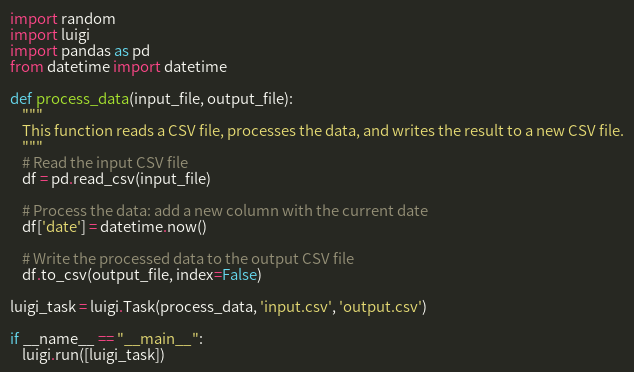 import random
import luigi
import pandas as pd
from datetime import datetime

def process_data(input_file, output_file):
    """
    This function reads a CSV file, processes the data, and writes the result to a new CSV file.
    """
    # Read the input CSV file
    df = pd.read_csv(input_file)

    # Process the data: add a new column with the current date
    df['date'] = datetime.now()

    # Write the processed data to the output CSV file
    df.to_csv(output_file, index=False)

luigi_task = luigi.Task(process_data, 'input.csv', 'output.csv')

if __name__ == "__main__":
    luigi.run([luigi_task])